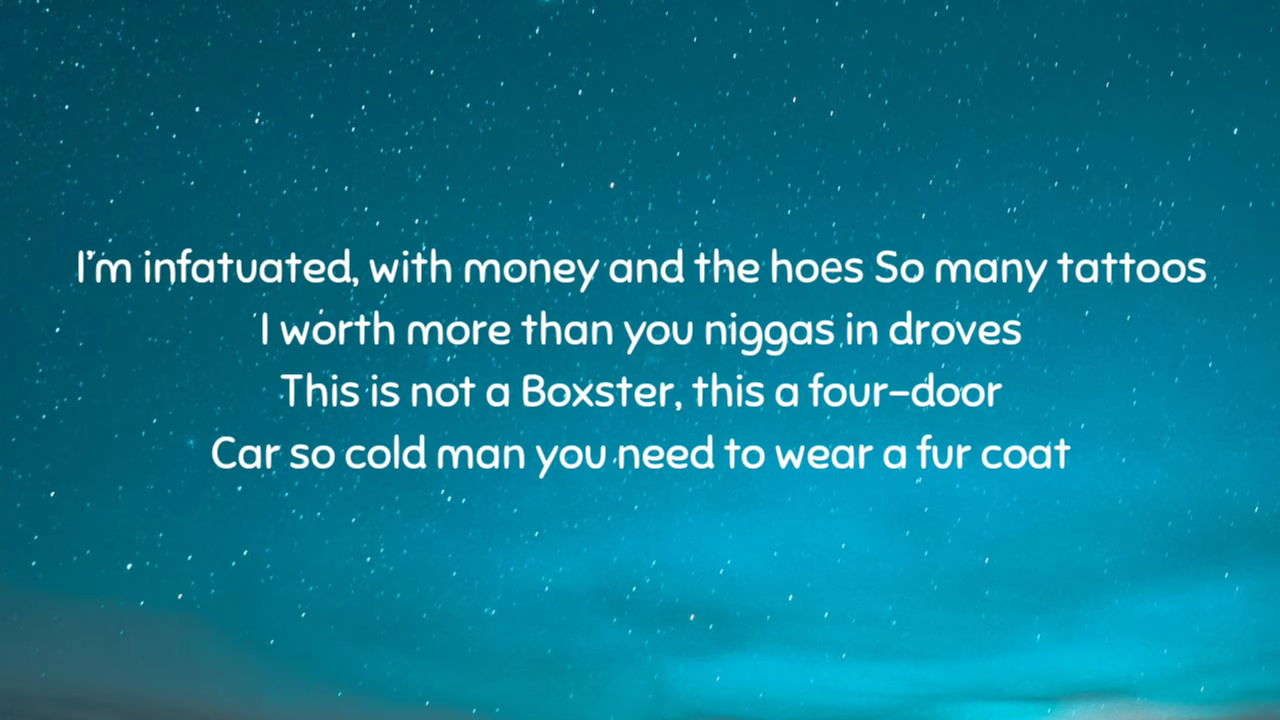 I'm infatuated, with money and the hoes So many tattoos
I worth more than you niggas in droves
This is not a Boxster, this a four-door
Car so cold man you need to wear a fur coat